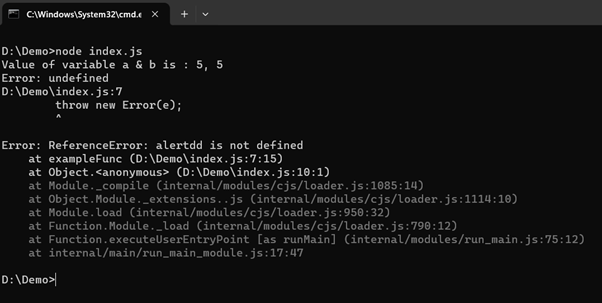 C:\Windows\System32\cmd.e
D:\Demo>node index.js
Value of variable a & b is : 5, 5
Error: undefined
D:\Demo\index.js:7
        throw new Error(e);
        ^
Error: ReferenceError: alertdd is not defined
    at exampleFunc (D:\Demo\index.js:7:15)
    at Object.<anonymous> (D:\Demo\index.js:10:1)
    at Module._compile (internal/modules/cjs/loader.js:1085:14)
    at Object.Module._extensions..js (internal/modules/cjs/loader.js:1114:10)
    at Module.load (internal/modules/cjs/loader.js:950:32)
    at Function.Module._load (internal/modules/cjs/loader.js:790:12)
    at Function.executeUserEntryPoint [as runMain] (internal/modules/run_main.js:75:12)
    at internal/main/run_main_module.js:17:47
D:\Demo>